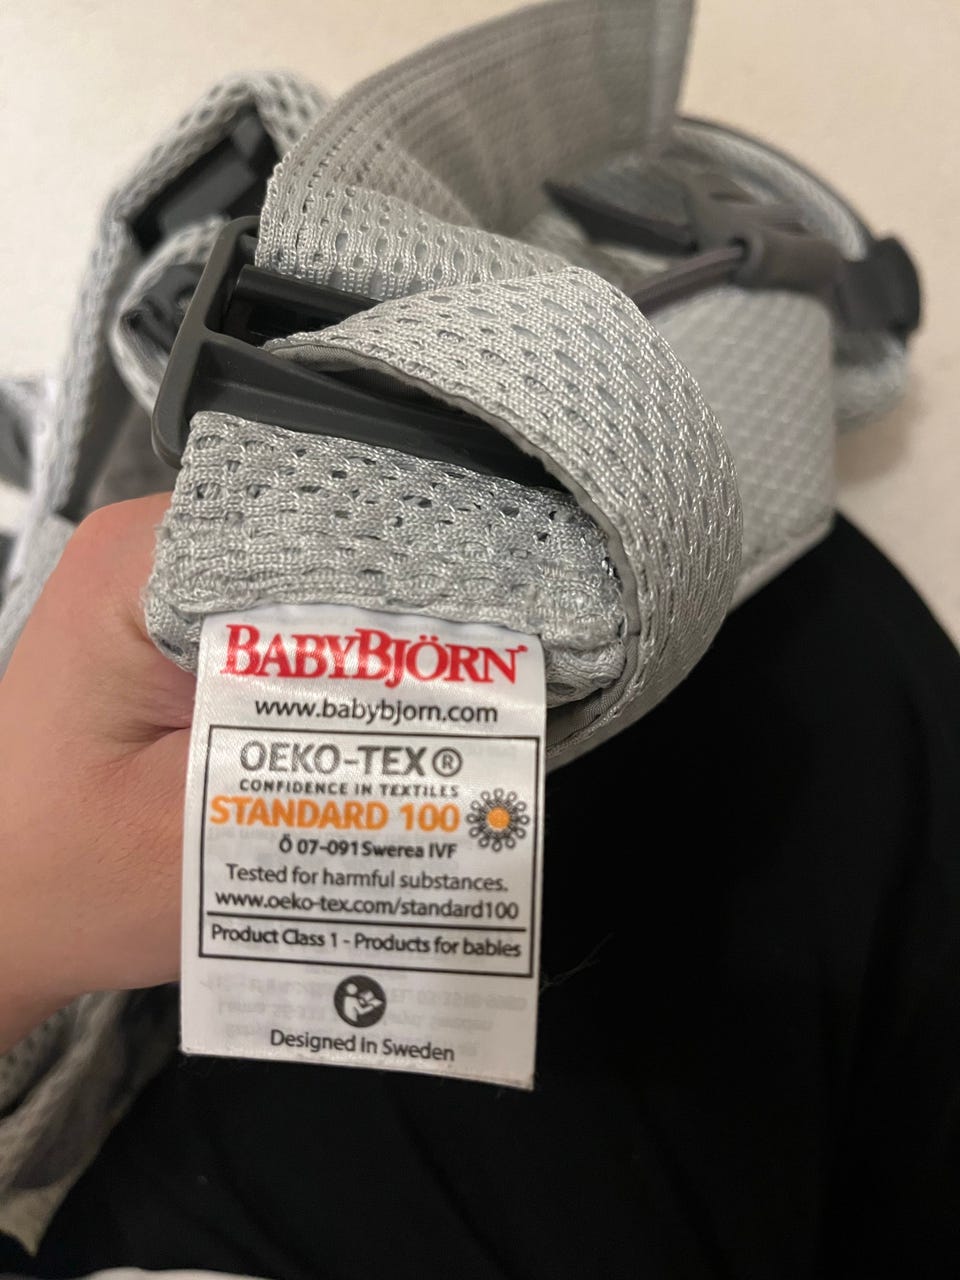 BABYBJÖRN
www.babybjorn.com
OEKO-TEX®
CONFIDENCE IN TEXTILES
STANDARD 100
Ö 07-091 Swerea IVF
Tested for harmful substances.
www.oeko-tex.com/standard100
Product Class 1 - Products for babies
Designed in Sweden